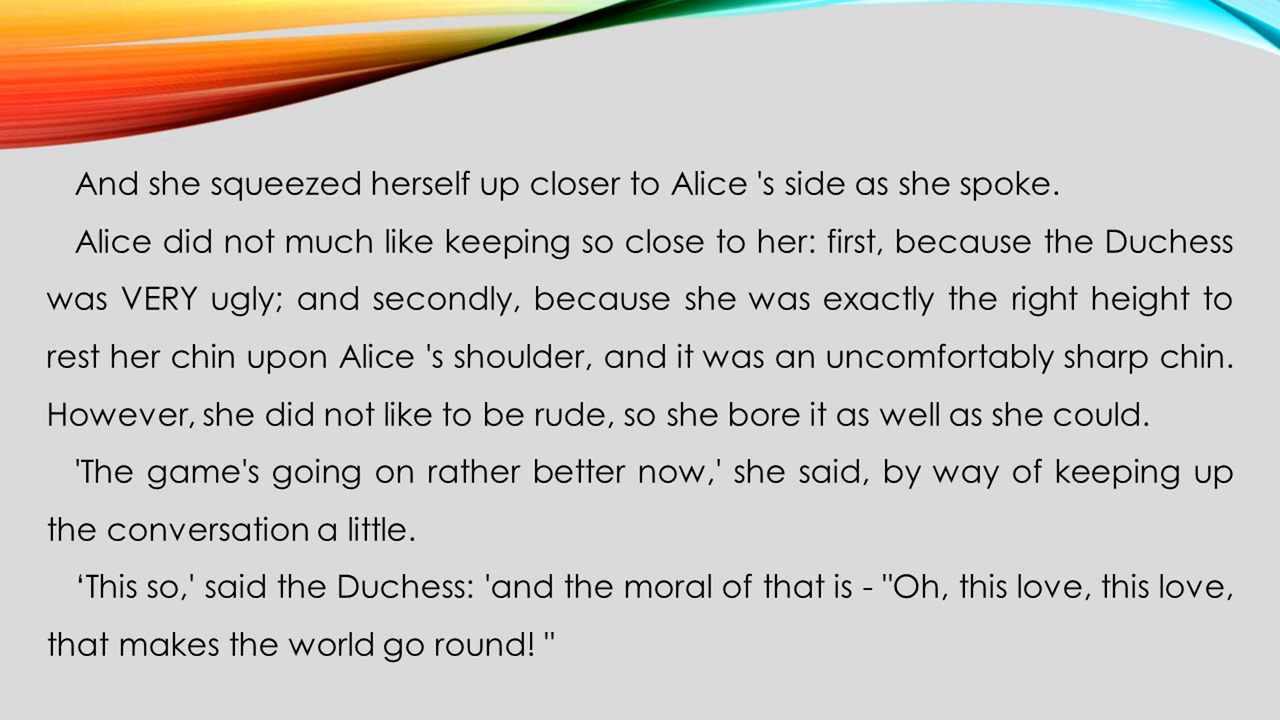 And she squeezed herself up closer to Alice 's side as she spoke.
Alice did not much like keeping so close to her: first, because the Duchess
was VERY ugly; and secondly, because she was exactly the right height to
rest her chin upon Alice 's shoulder, and it was an uncomfortably sharp chin.
However, she did not like to be rude, so she bore it as well as she could.
'The game's going on rather better now,' she said, by way of keeping up
the conversation a little.
‘This so,' said the Duchess: 'and the moral of that is - "Oh, this love, this love,
that makes the world go round! "